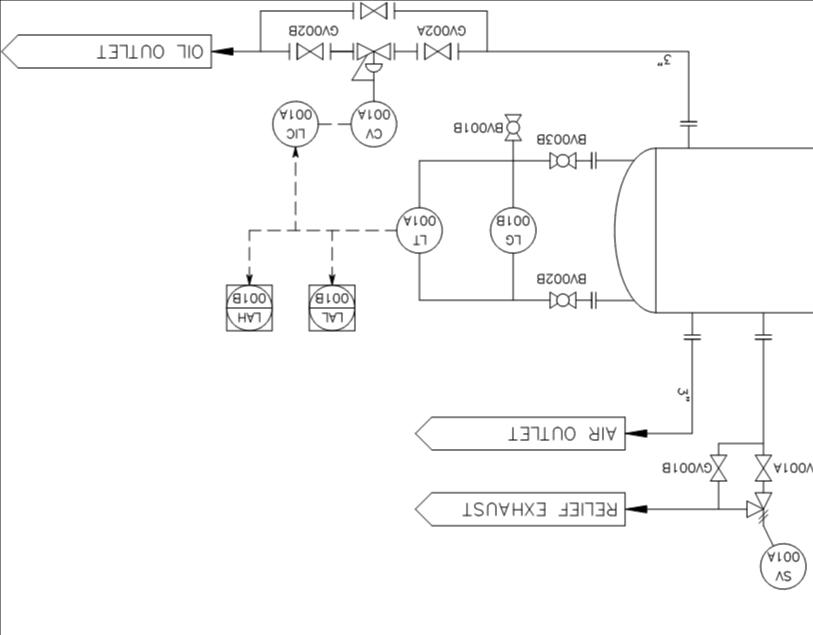 SV
001A
RELIEF EXHAUST
V001A
GV001B
AIR OUTLET
3"
LAL
001B
LAH
001B
BV002B
LG
001B
LT
001A
BV003B
BV001B
CV
001A
LIC
001A
3"
OIL OUTLET
GV002A
GV002B